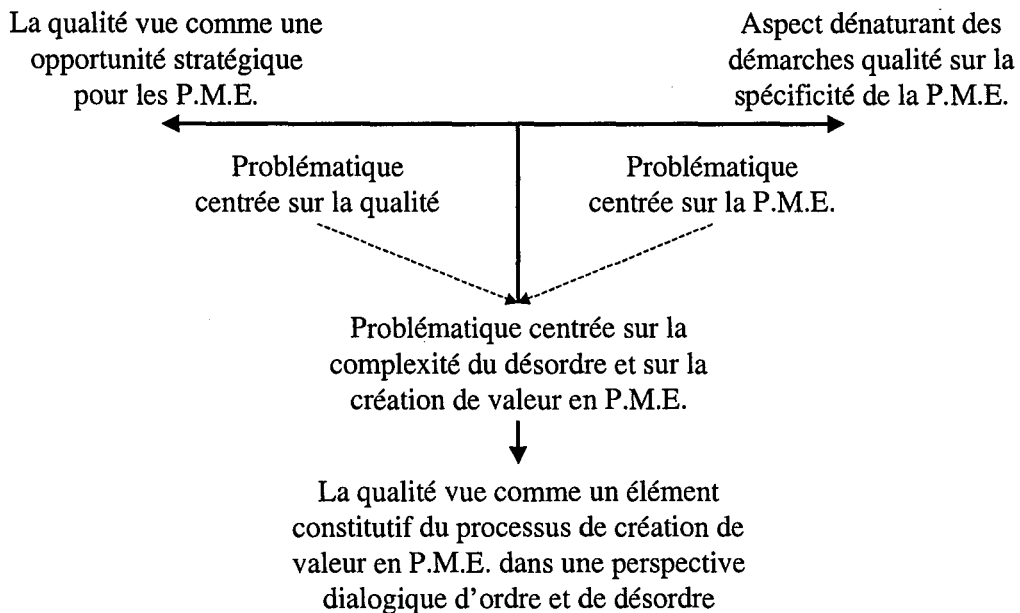 La qualité vue comme une
opportunité stratégique
pour les P.M.E.
Aspect dénaturant des
démarches qualité sur la
spécificité de la P.M.E.
Problématique
centrée sur la qualité
Problématique
centrée sur la P.M.E.
Problématique centrée sur la
complexité du désordre et sur la
création de valeur en P.M.E.
La qualité vue comme un élément
constitutif du processus de création de
valeur en P.M.E. dans une perspective
dialogique d'ordre et de désordre